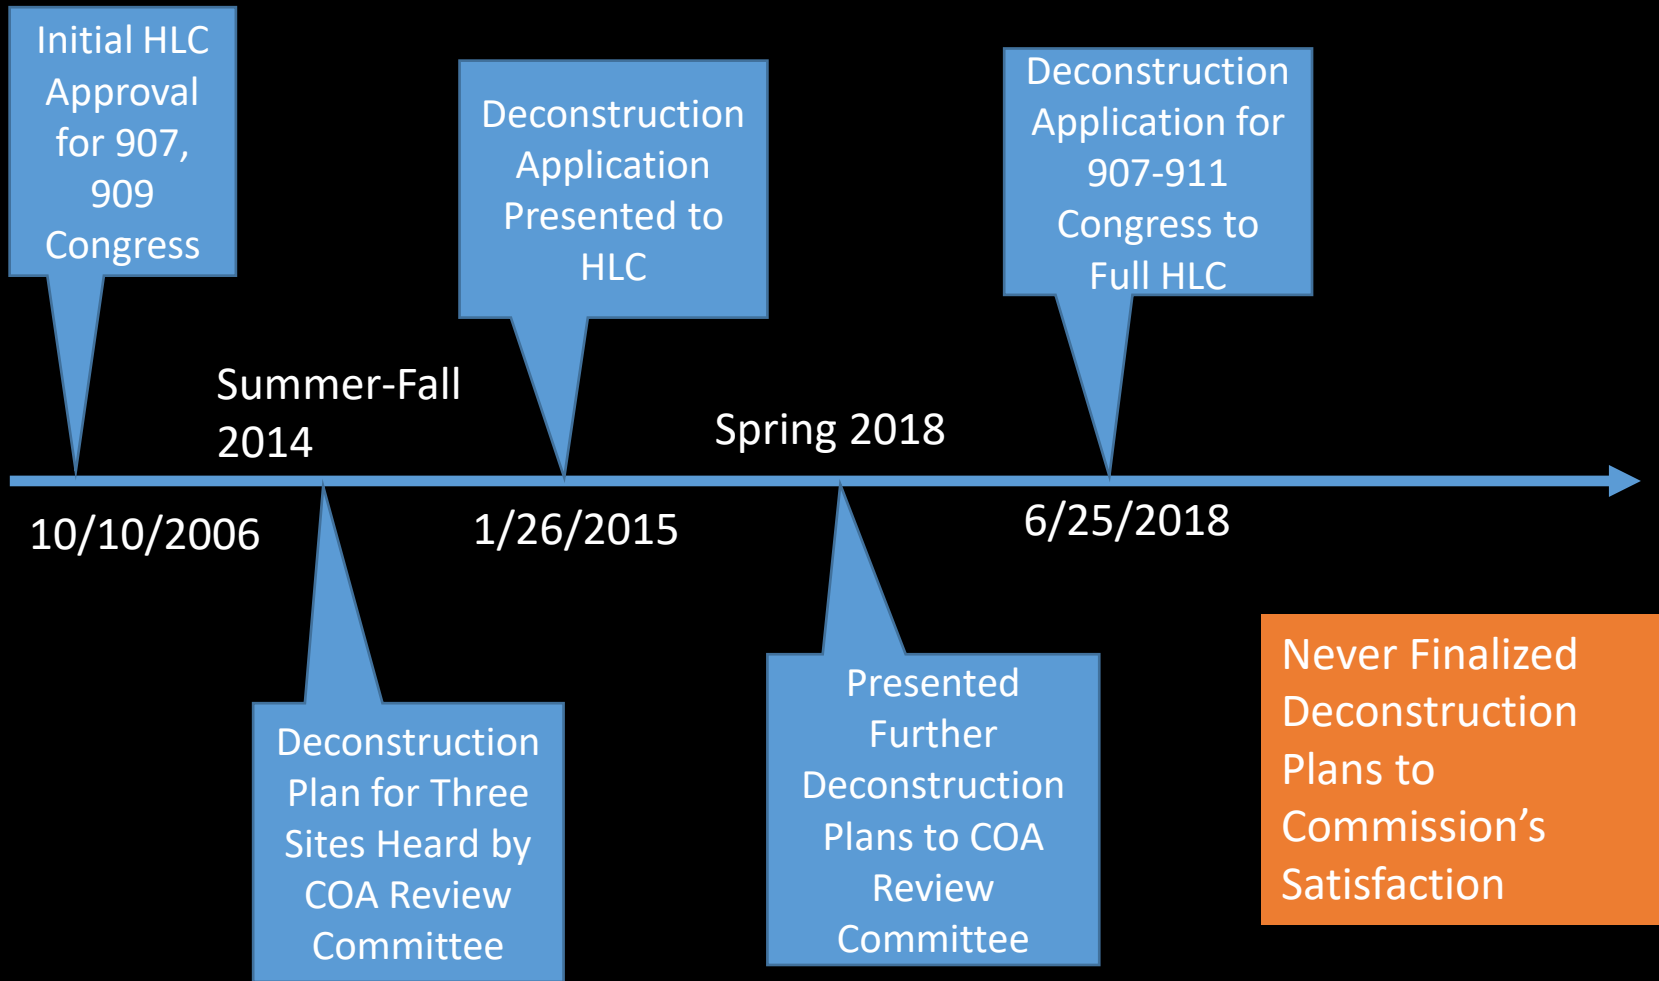 Initial HLC
Approval
for 907,
909
Congress
Deconstruction
Application
Presented to
HLC
Deconstruction
Application for
907-911
Congress to
Full HLC
Summer-Fall
2014
Spring 2018
10/10/2006
1/26/2015
6/25/2018
Deconstruction
Plan for Three
Sites Heard by
COA Review
Committee
Presented
Further
Deconstruction
Plans to COA
Review
Committee
Never Finalized
Deconstruction
Plans to
Commission’s
Satisfaction